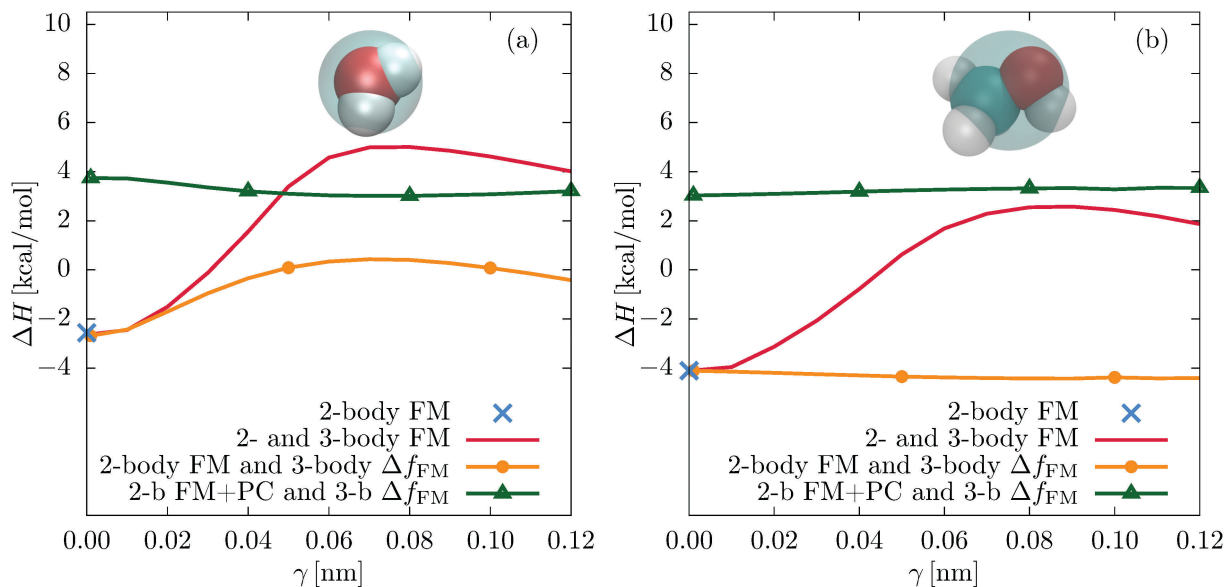 (a)
10
8
6
4
2
0
−2
−4
ΔH [kcal/mol]
2-body FM
2- and 3-body FM
2-body FM and 3-body Δf_FM
2-b FM+PC and 3-b Δf_FM
0.00 0.02 0.04 0.06 0.08 0.10 0.12
γ [nm]
(b)
10
8
6
4
2
0
−2
−4
ΔH [kcal/mol]
2-body FM
2- and 3-body FM
2-body FM and 3-body Δf_FM
2-b FM+PC and 3-b Δf_FM
0.00 0.02 0.04 0.06 0.08 0.10 0.12
γ [nm]